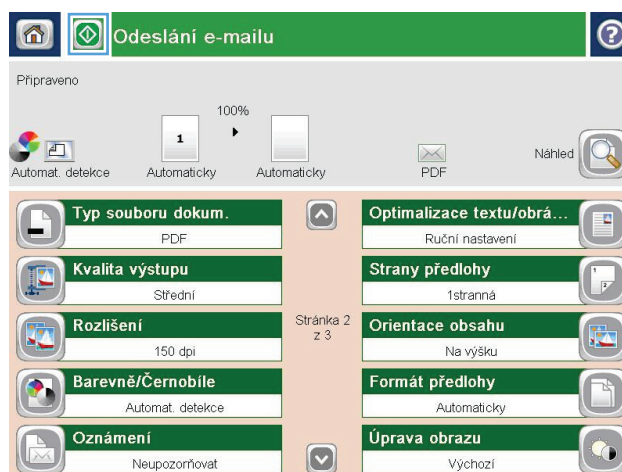 Odeslání e-mailu
Připraveno
100%
1
Automat. detekce
Automaticky
Automaticky
PDF
Náhled
Typ souboru dokum.
PDF
Kvalita výstupu
Střední
Rozlišení
150 dpi
Barevně/Černobíle
Automat. detekce
Oznámení
Neupozorňovat
Stránka 2
z 3
Optimalizace textu/obrá...
Ruční nastavení
Strany předlohy
1stranná
Orientace obsahu
Na výšku
Formát předlohy
Automaticky
Úprava obrazu
Výchozí